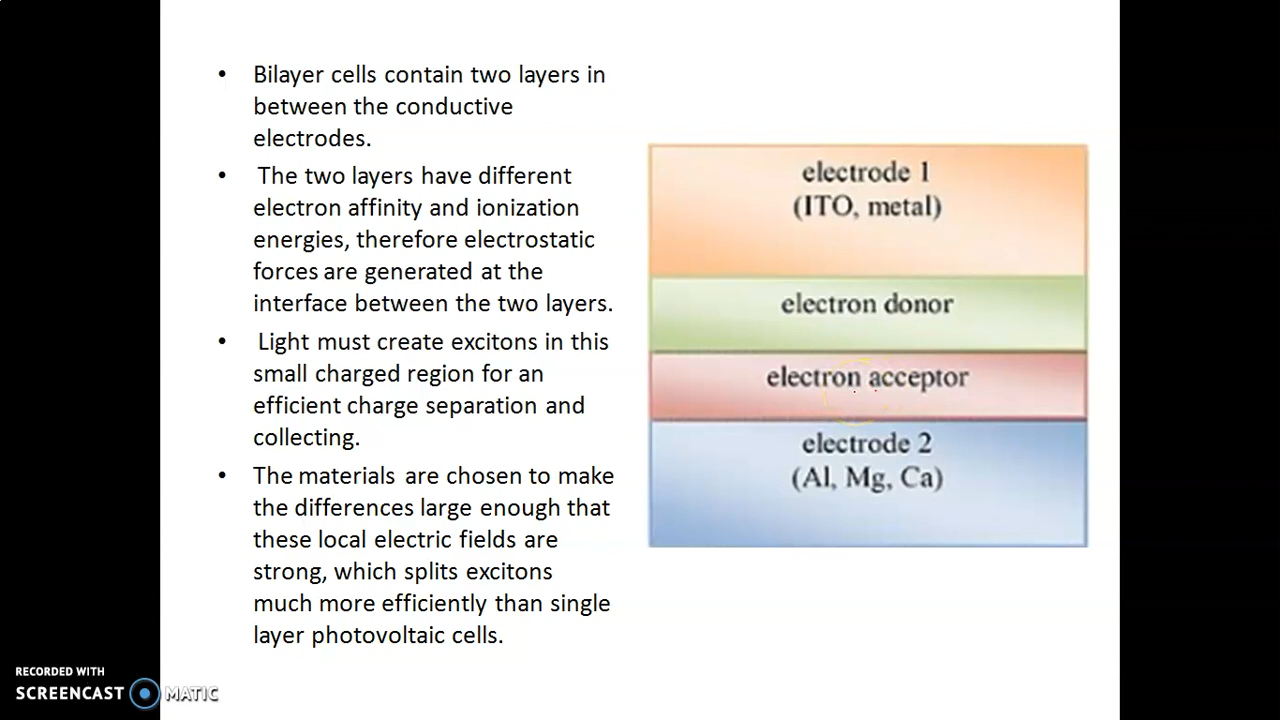 • Bilayer cells contain two layers in
between the conductive
electrodes.
• The two layers have different
electron affinity and ionization
energies, therefore electrostatic
forces are generated at the
interface between the two layers.
• Light must create excitons in this
small charged region for an
efficient charge separation and
collecting.
• The materials are chosen to make
the differences large enough that
these local electric fields are
strong, which splits excitons
much more efficiently than single
layer photovoltaic cells.
electrode 1
(ITO, metal)
electron donor
electron acceptor
electrode 2
(Al, Mg, Ca)
RECORDED WITH
SCREENCAST MATIC